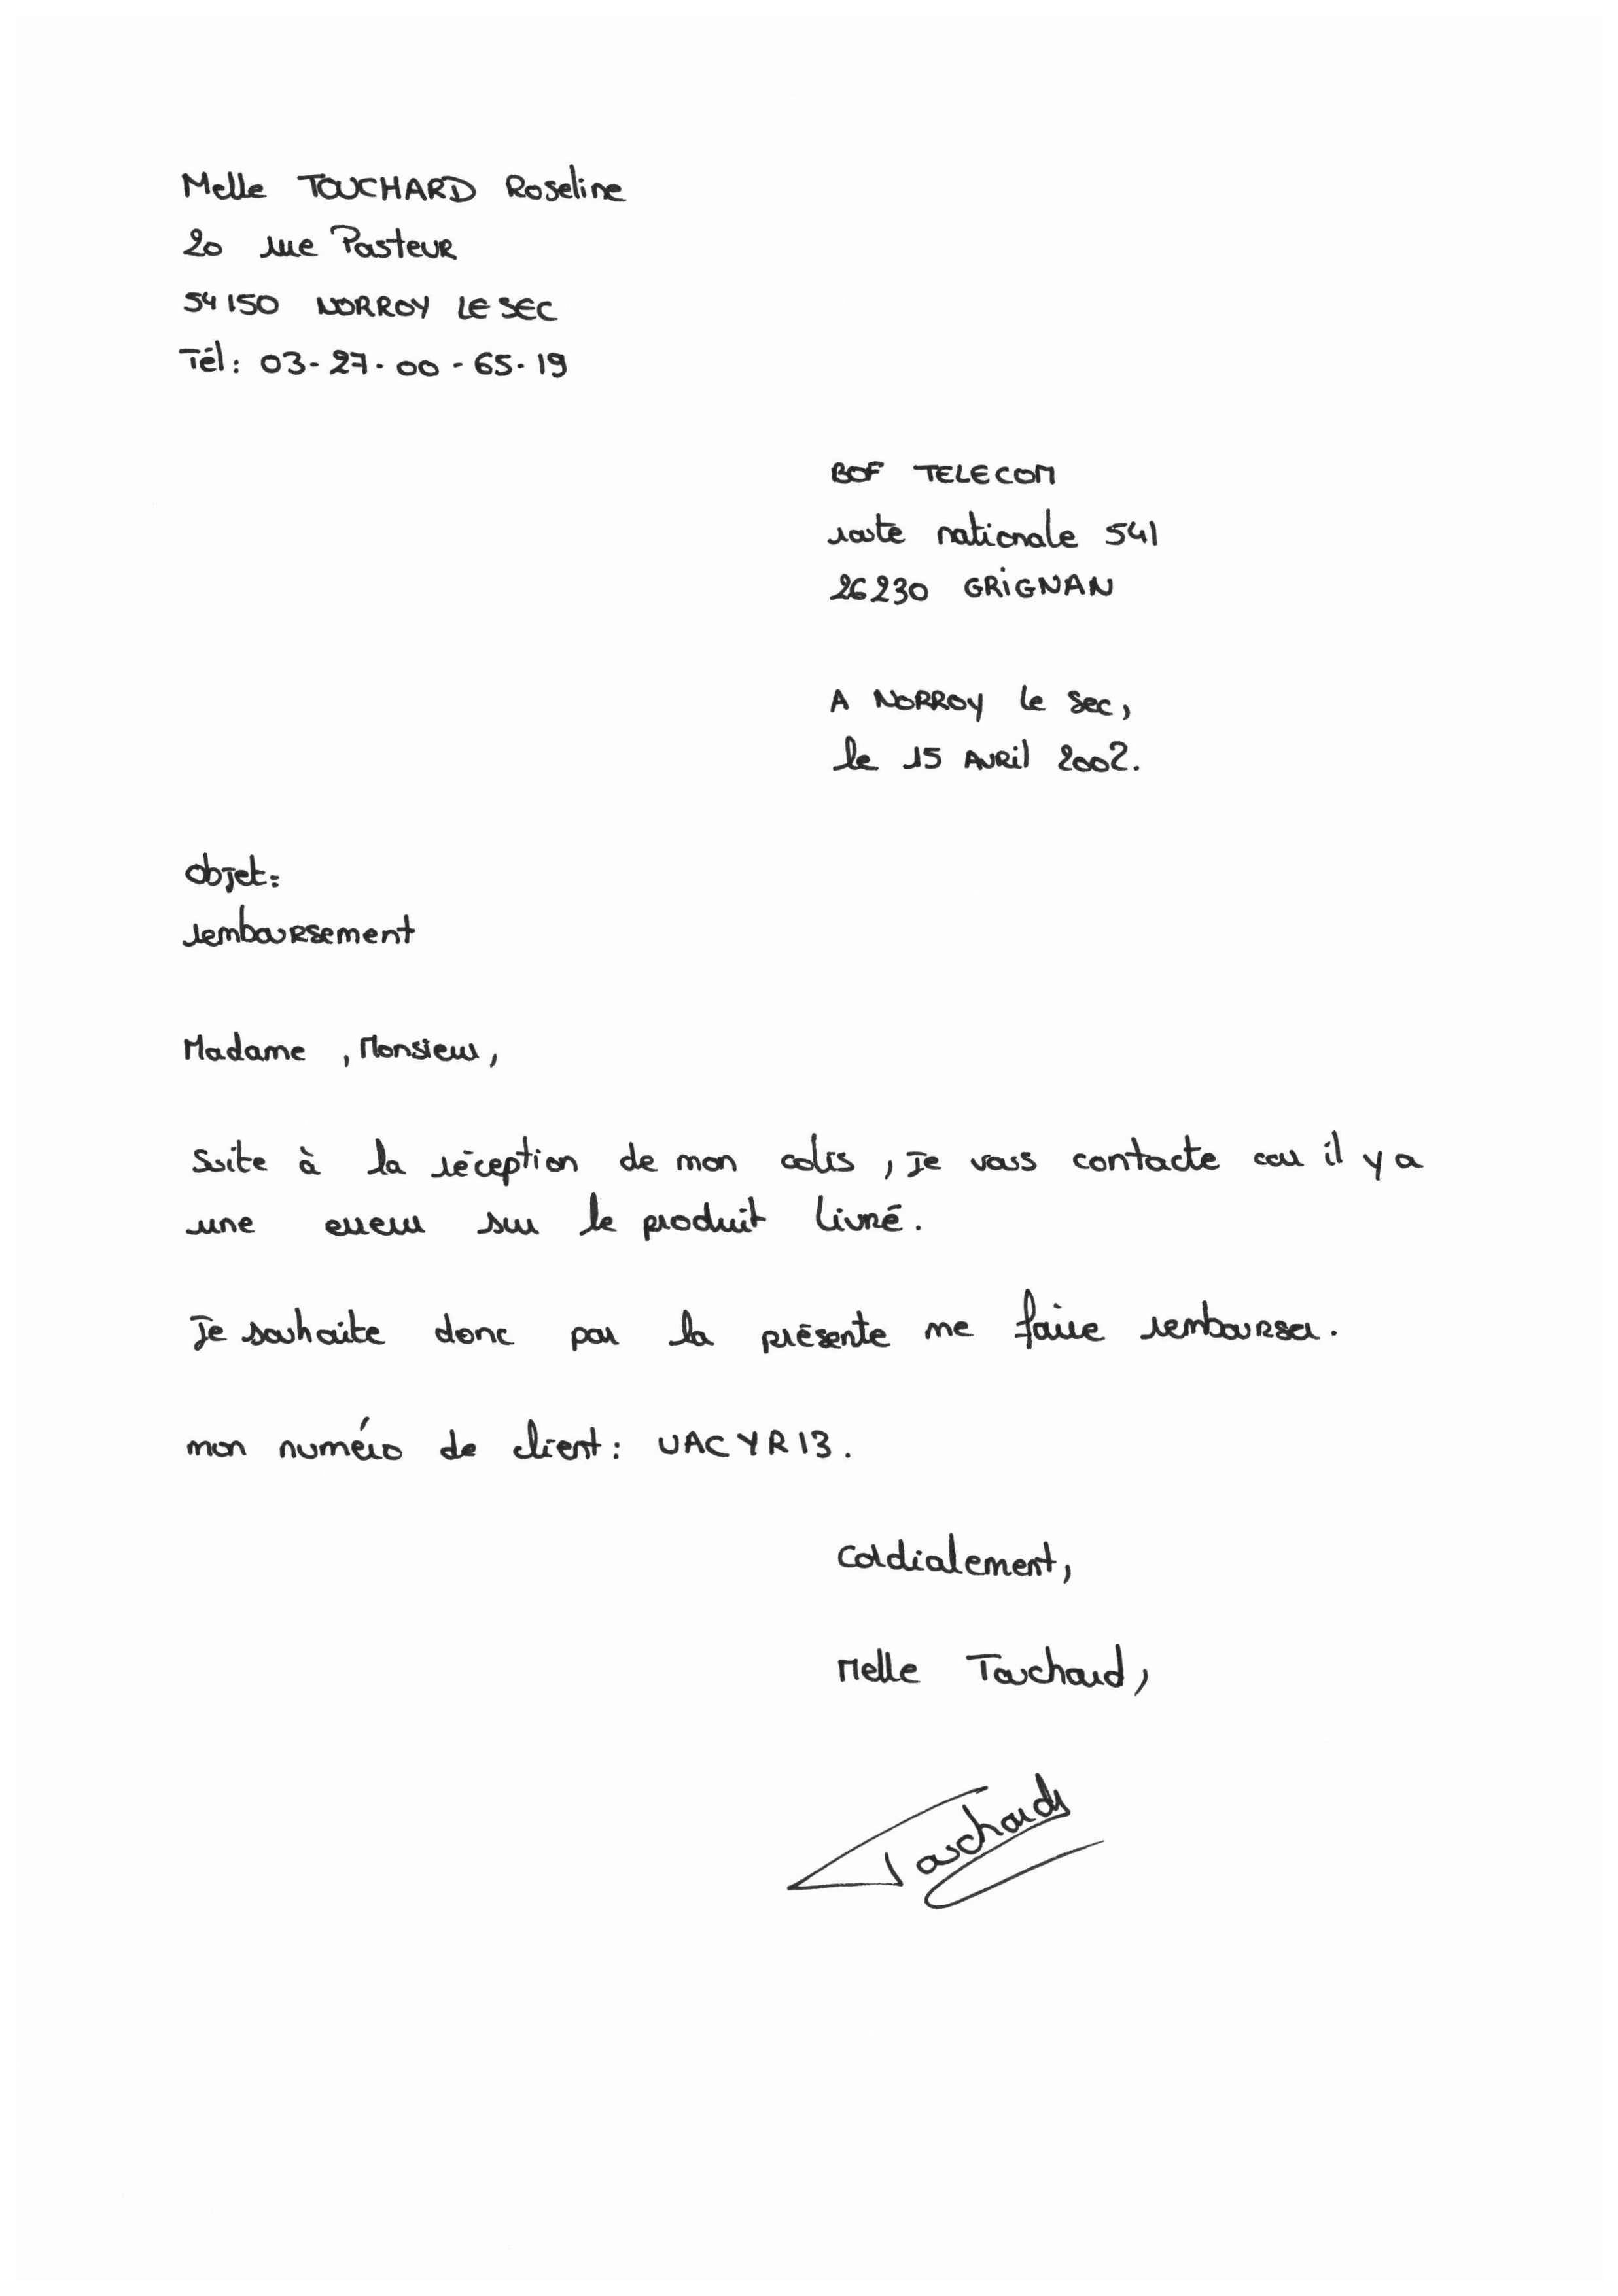 Melle TOUCHARD Roseline
20 rue Pasteur
54150 NORROY LE SEC
Tél : 03-27-00-65-19
BOF TELECOM
route nationale 541
26230 GRIGNAN
A NORROY le Sec,
le 15 Avril 2002.
Objet :
remboursement
Madame , Monsieur,
Suite à la réception de mon colis, je vous contacte car il y a
une erreur sur le produit livré.
Je souhaite donc par la présente me faire rembourser.
mon numéro de client : UACYR13.
Cordialement,
Melle Touchard,
Touchard